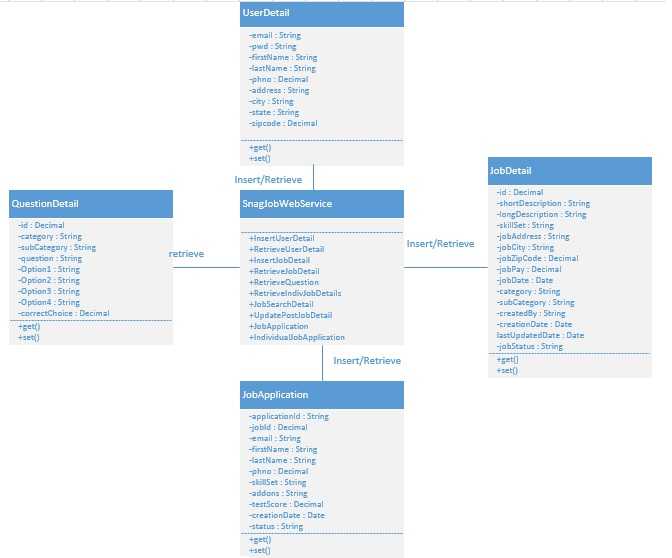 UserDetail
-email : String
-pwd : String
-firstName : String
-lastName : String
-phno : Decimal
-address : String
-city : String
-state : String
-zipcode : Decimal
+get()
+set()
Insert/Retrieve
QuestionDetail
-id : Decimal
-category : String
-subCategory : String
-question : String
-Option1 : String
-Option2 : String
-Option3 : String
-Option4 : String
-correctChoice : Decimal
+get()
+set()
retrieve
SnagJobWebService
+InsertUserDetail
+RetrieveUserDetail
+InsertJobDetail
+RetrieveJobDetail
+RetrieveQuestion
+RetrieveIndivJobDetails
+JobSearchDetail
+UpdatePostJobDetail
+JobApplication
+IndividualJobApplication
Insert/Retrieve
JobDetail
-id : Decimal
-shortDescription : String
-longDescription : String
-skillSet : String
-jobAddress : String
-jobCity : String
-jobZipCode : Decimal
-jobPay : Decimal
-jobDate : Date
-category : String
-subCategory : String
-createdBy : String
-creationDate : Date
lastUpdatedDate : Date
-jobStatus : String
+get()
+set()
Insert/Retrieve
JobApplication
-applicationId : String
-jobId : Decimal
-email : String
-firstName : String
-lastName : String
-phno : Decimal
-skillSet : String
-addons : String
-testScore : Decimal
-creationDate : Date
-status : String
+get()
+set()